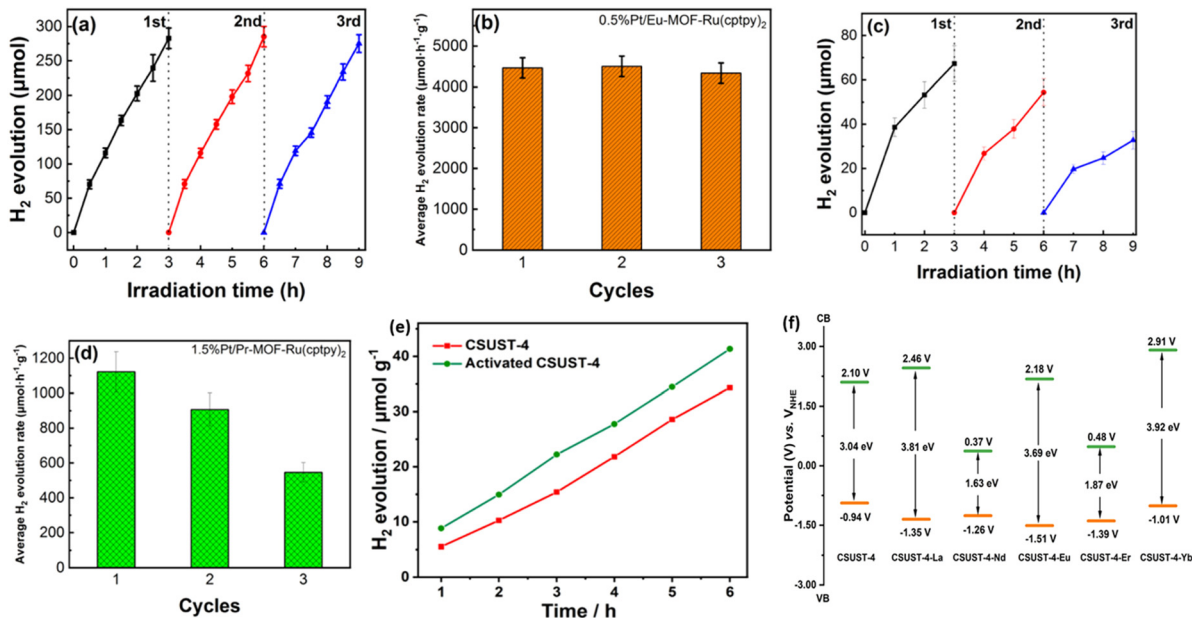 (a)
1st
2nd
3rd
300
250
200
150
100
50
0
H₂ evolution (μmol)
0 1 2 3 4 5 6 7 8 9
Irradiation time (h)
(b)
0.5%Pt/Eu-MOF-Ru(cptpy)₂
5000
4000
3000
2000
1000
0
Average H₂ evolution rate (μmol·h⁻¹·g⁻¹)
1 2 3
Cycles
(c)
1st
2nd
3rd
80
60
40
20
0
H₂ evolution (μmol)
0 1 2 3 4 5 6 7 8 9
Irradiation time (h)
(d)
1.5%Pt/Pr-MOF-Ru(cptpy)₂
1200
1000
800
600
400
200
0
Average H₂ evolution rate (μmol·h⁻¹·g⁻¹)
1 2 3
Cycles
(e)
CSUST-4
Activated CSUST-4
40
30
20
10
0
H₂ evolution / μmol g⁻¹
1 2 3 4 5 6
Time / h
(f)
CB
3.00
1.50
0.00
-1.50
-3.00
VB
Potential (V) vs. V_NHE
2.10 V
3.04 eV
-0.94 V
CSUST-4
2.46 V
3.81 eV
-1.35 V
CSUST-4-La
0.37 V
1.63 eV
-1.26 V
CSUST-4-Nd
2.18 V
3.69 eV
-1.51 V
CSUST-4-Eu
0.48 V
1.87 eV
-1.39 V
CSUST-4-Er
2.91 V
3.92 eV
-1.01 V
CSUST-4-Yb